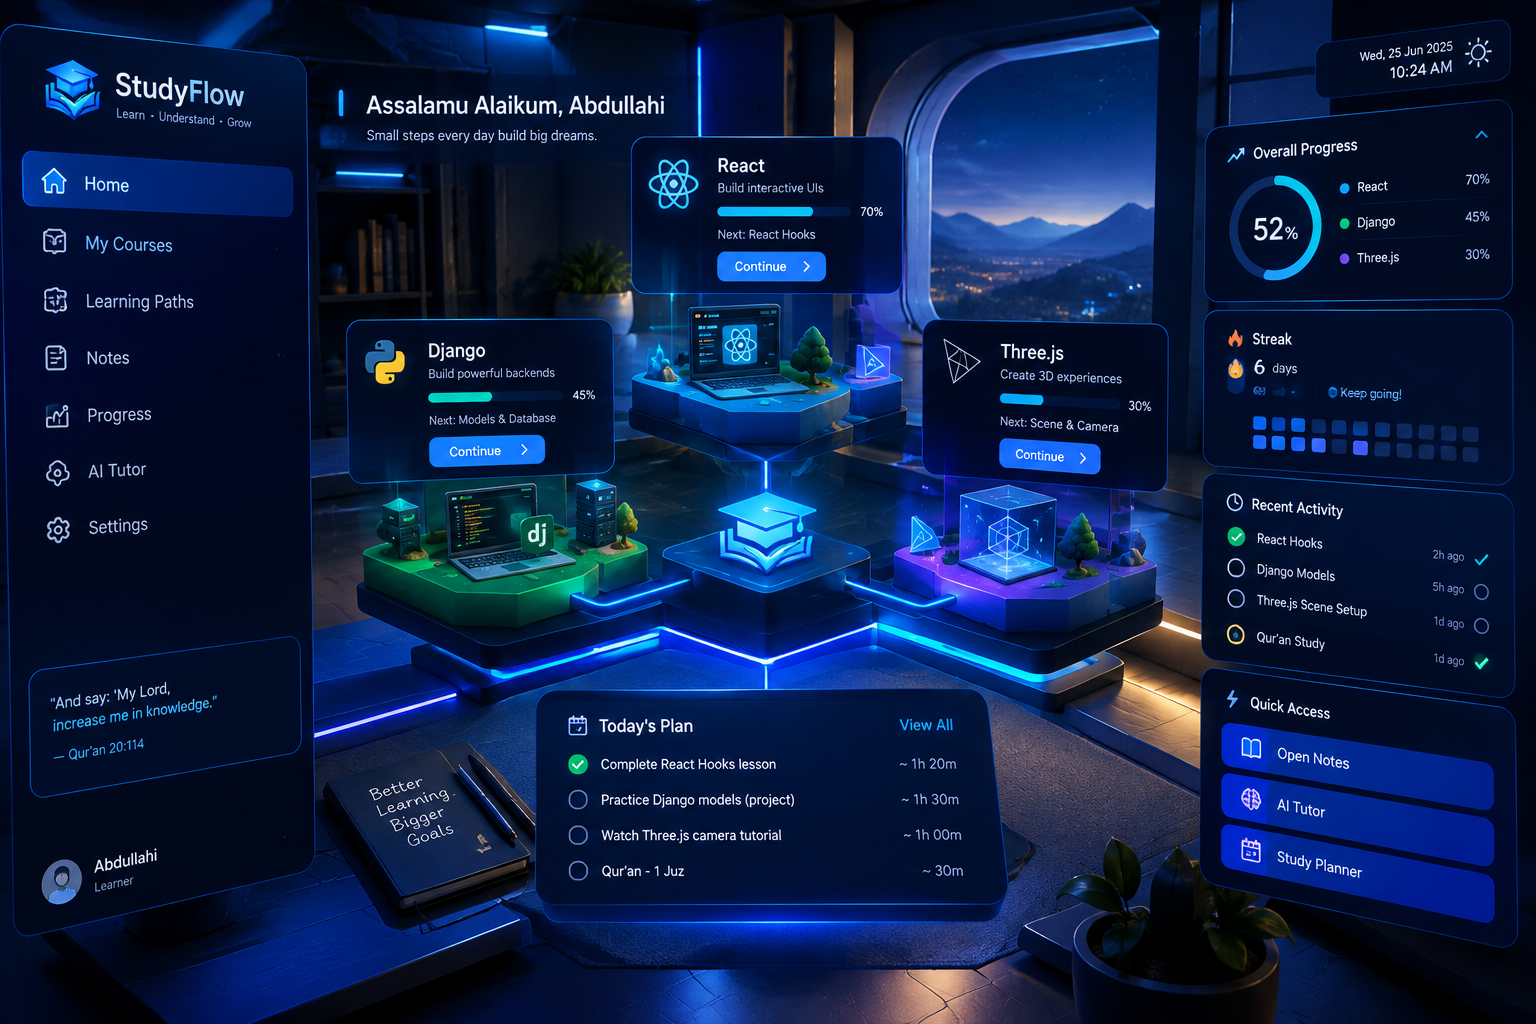 StudyFlow
Learn • Understand • Grow
Home
My Courses
Learning Paths
Notes
Progress
AI Tutor
Settings
"And say: 'My Lord,
increase me in knowledge."
— Qur'an 20:114
Abdullahi
Learner
Assalamu Alaikum, Abdullahi
Small steps every day build big dreams.
React
Build interactive UIs
70%
Next: React Hooks
Continue
Django
Build powerful backends
45%
Next: Models & Database
Continue
Three.js
Create 3D experiences
30%
Next: Scene & Camera
Continue
dj
Better
Learning.
Bigger
Goals
Today's Plan
View All
Complete React Hooks lesson ~ 1h 20m
Practice Django models (project) ~ 1h 30m
Watch Three.js camera tutorial ~ 1h 00m
Qur'an - 1 Juz ~ 30m
Wed, 25 Jun 2025
10:24 AM
Overall Progress
52%
React 70%
Django 45%
Three.js 30%
Streak
6 days
Keep going!
Recent Activity
React Hooks 2h ago
Django Models 5h ago
Three.js Scene Setup 1d ago
Qur'an Study 1d ago
Quick Access
Open Notes
AI Tutor
Study Planner